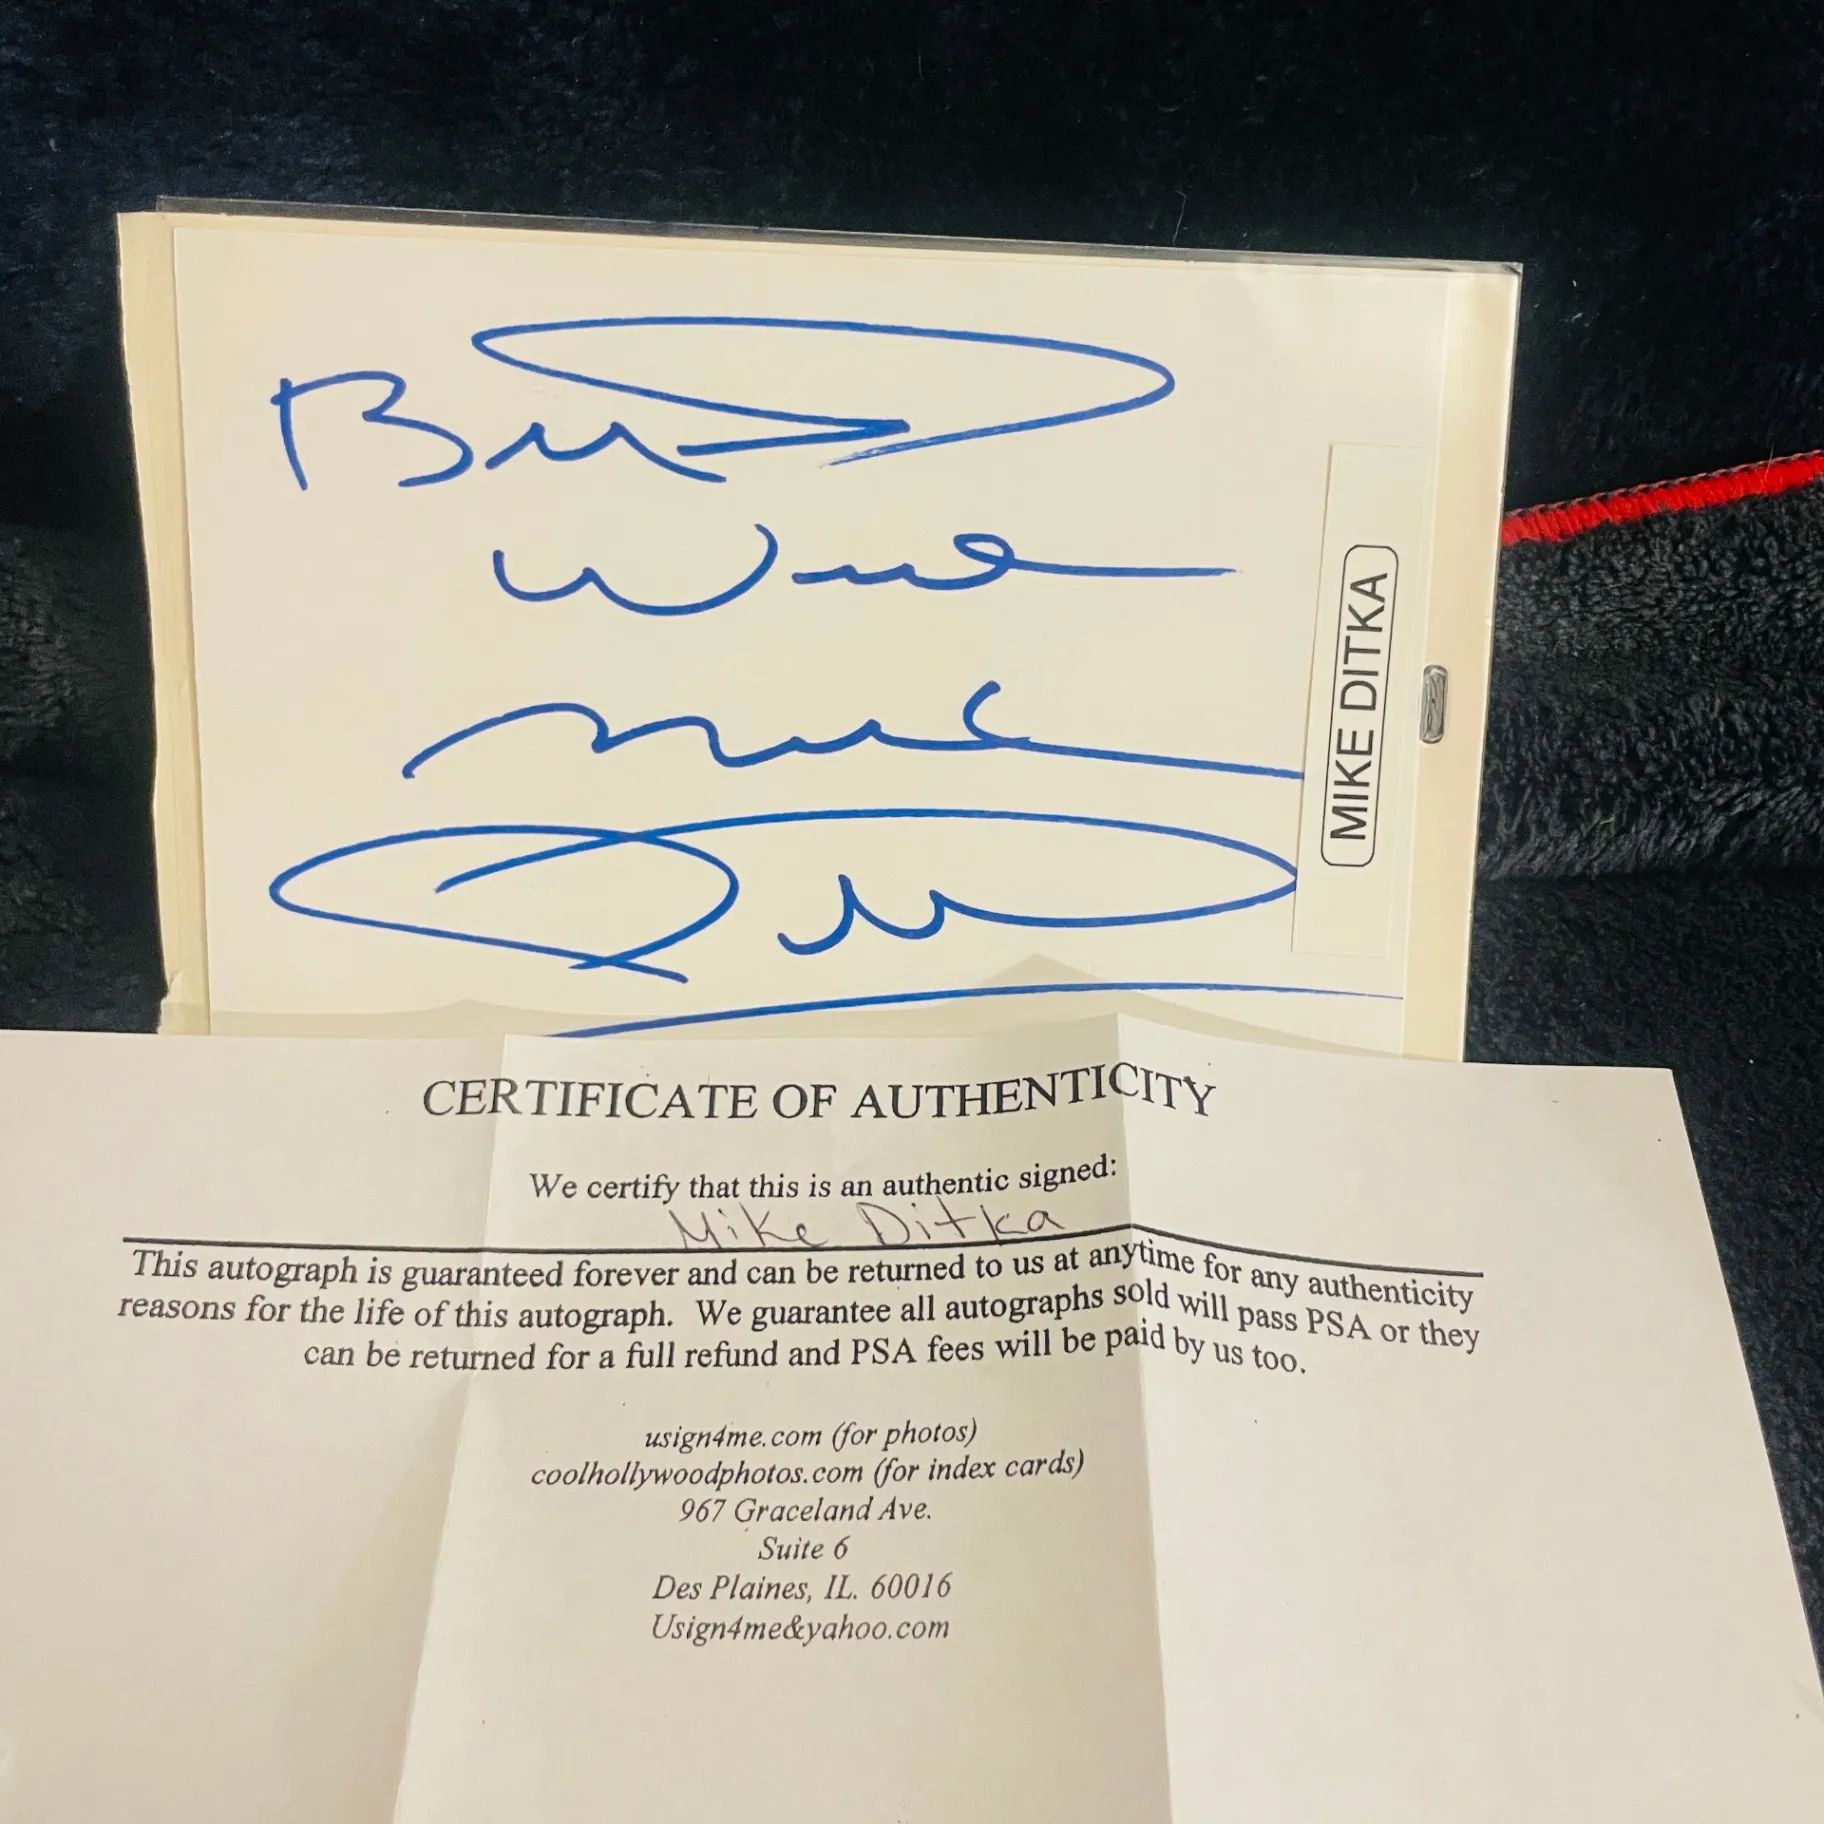 Best
Wishes
Mike
Ditka
MIKE DITKA
CERTIFICATE OF AUTHENTICITY
We certify that this is an authentic signed:
Mike Ditka
This autograph is guaranteed forever and can be returned to us at anytime for any authenticity
reasons for the life of this autograph. We guarantee all autographs sold will pass PSA or they
can be returned for a full refund and PSA fees will be paid by us too.
usign4me.com (for photos)
coolhollywoodphotos.com (for index cards)
967 Graceland Ave.
Suite 6
Des Plaines, IL. 60016
Usign4me&yahoo.com